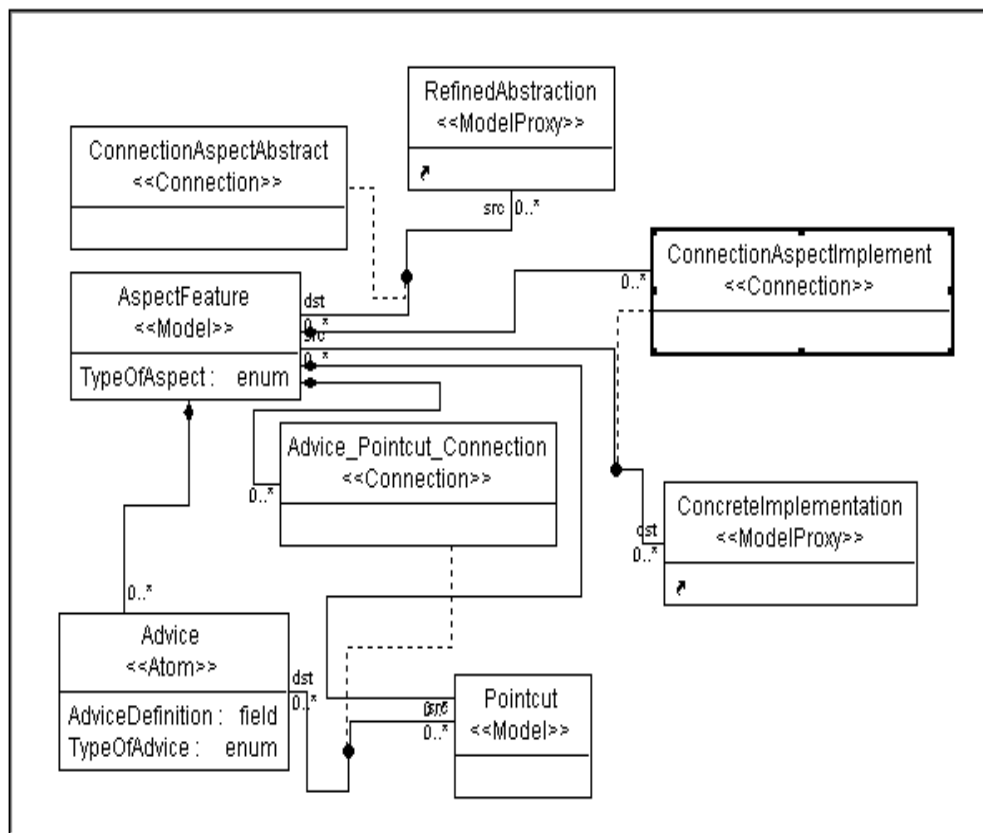 RefinedAbstraction
<<ModelProxy>>
ConnectionAspectAbstract
<<Connection>>
src 0..*
ConnectionAspectImplement
<<Connection>>
0..*
AspectFeature
<<Model>>
TypeOfAspect : enum
dst
0..*
src
0..*
Advice_Pointcut_Connection
<<Connection>>
0..*
ConcreteImplementation
<<ModelProxy>>
dst
0..*
0..*
Advice
<<Atom>>
AdviceDefinition : field
TypeOfAdvice : enum
dst
0..*
Pointcut
<<Model>>
0..*